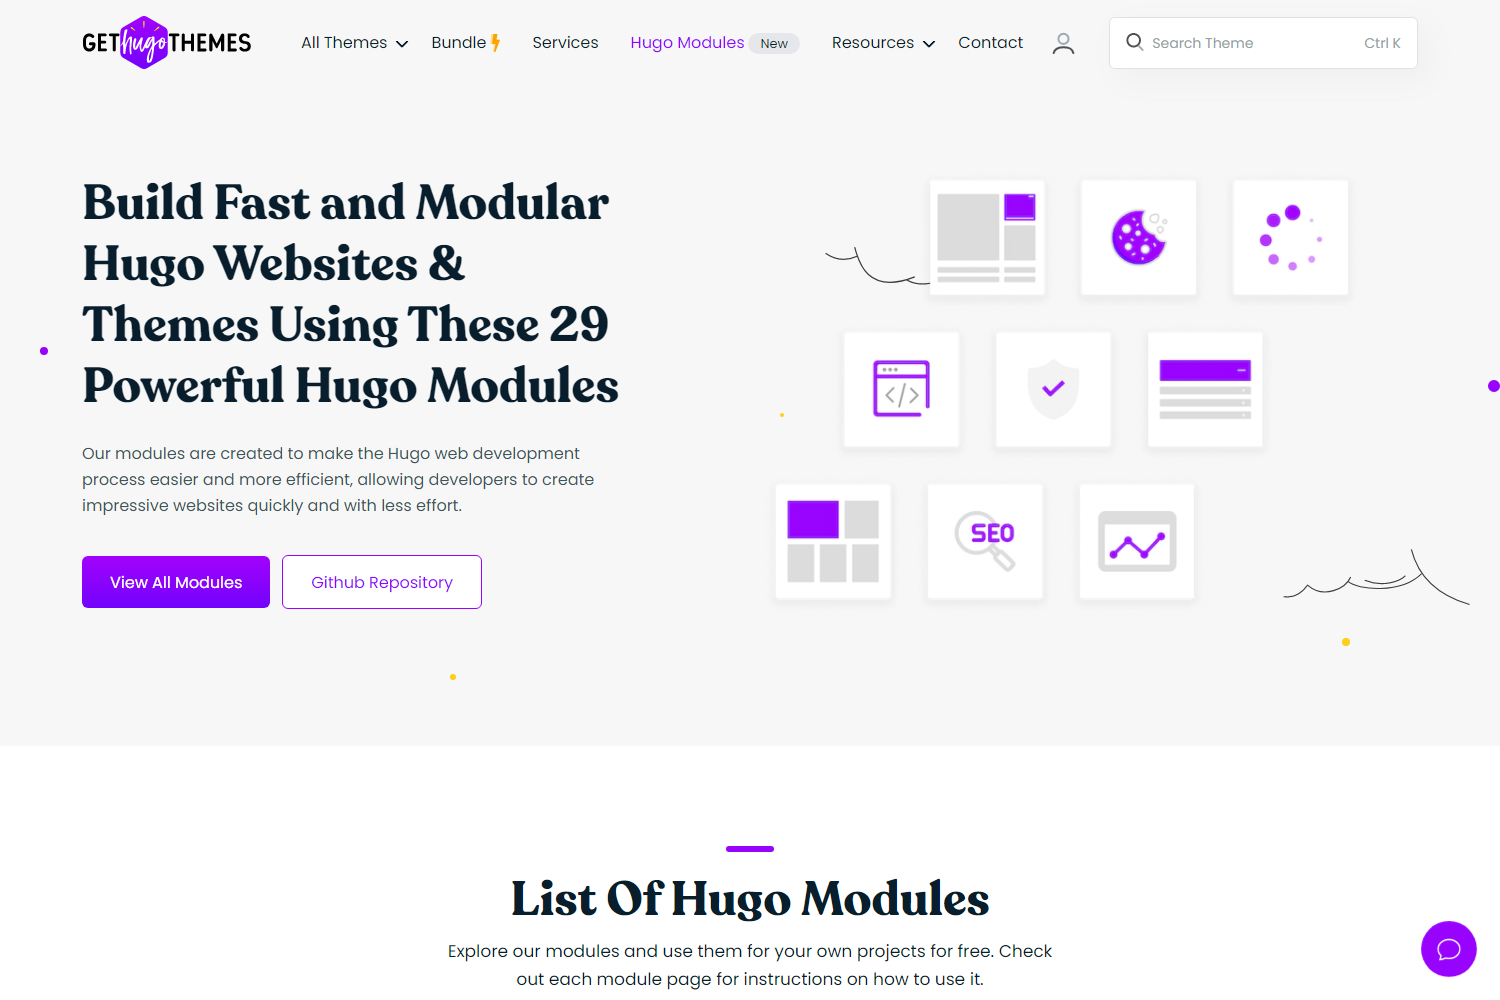 GEThugoTHEMES
All Themes
Bundle
Services
Hugo Modules
New
Resources
Contact
Search Theme
Ctrl K
Build Fast and Modular
Hugo Websites &
Themes Using These 29
Powerful Hugo Modules
Our modules are created to make the Hugo web development
process easier and more efficient, allowing developers to create
impressive websites quickly and with less effort.
View All Modules
Github Repository
</>
SEO
List Of Hugo Modules
Explore our modules and use them for your own projects for free. Check
out each module page for instructions on how to use it.